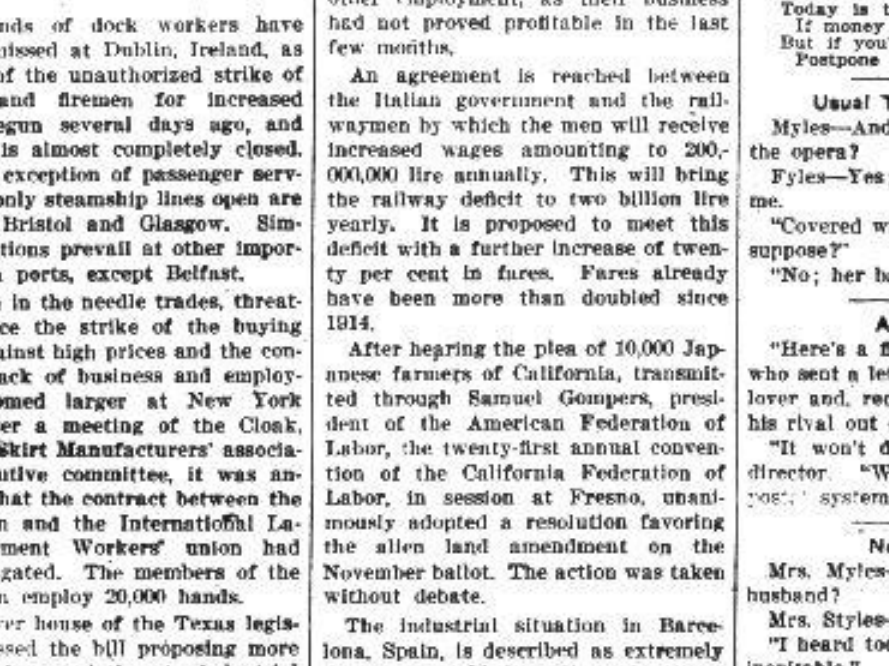 nds of dock workers have
issed at Dublin, Ireland, as
of the unauthorized strike of
and firemen for increased
egun several days ago, and
is almost completely closed.
exception of passenger serv-
only steamship lines open are
Bristol and Glasgow. Sim-
tions prevail at other impor-
ports, except Belfast.
in the needle trades, threat-
ce the strike of the buying
ainst high prices and the con-
ack of business and employ-
omed larger at New York
er a meeting of the Cloak,
Skirt Manufacturers' associa-
utive committee, it was an-
hat the contract between the
n and the International La-
rment Workers' union had
gated. The members of the
n employ 20,000 hands.
er house of the Texas legis-
ssed the bill proposing more
other employment, as their business
had not proved profitable in the last
few months.
An agreement is reached between
the Italian government and the rail-
waymen by which the men will receive
increased wages amounting to 200,-
000,000 lire annually. This will bring
the railway deficit to two billion lire
yearly. It is proposed to meet this
deficit with a further increase of twen-
ty per cent in fares. Fares already
have been more than doubled since
1914.
After hearing the plea of 10,000 Jap-
anese farmers of California, transmit-
ted through Samuel Gompers, presi-
dent of the American Federation of
Labor, the twenty-first annual conven-
tion of the California Federation of
Labor, in session at Fresno, unani-
mously adopted a resolution favoring
the alien land amendment on the
November ballot. The action was taken
without debate.
The industrial situation in Barce-
lona, Spain, is described as extremely
Today is t
If money
But if you
Postpone
Usual T
Myles—And
the opera?
Fyles—Yes
me.
"Covered w
suppose?"
"No; her ba
A
"Here's a f
who sent a let
lover and, rec
his rival out
"It won't d
director. "W
post, system
Ne
Mrs. Myles—
husband?
Mrs. Styles—
"I heard to